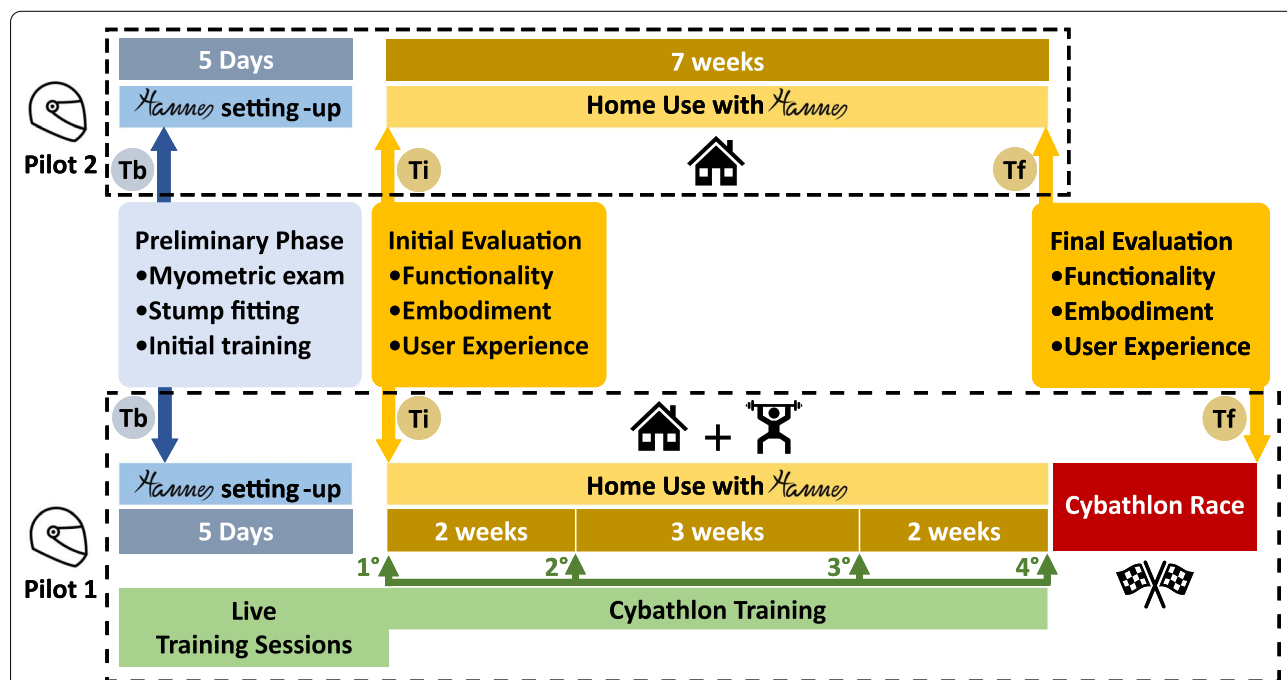 5 Days
7 weeks
Hannes setting-up
Home Use with Hannes
Pilot 2
Tb
Ti
Tf
Preliminary Phase
•Myometric exam
•Stump fitting
•Initial training
Initial Evaluation
•Functionality
•Embodiment
•User Experience
Final Evaluation
•Functionality
•Embodiment
•User Experience
Tb
Ti
+
Tf
Hannes setting-up
Home Use with Hannes
Cybathlon Race
5 Days
2 weeks
3 weeks
2 weeks
Pilot 1
1°
2°
3°
4°
Live
Training Sessions
Cybathlon Training